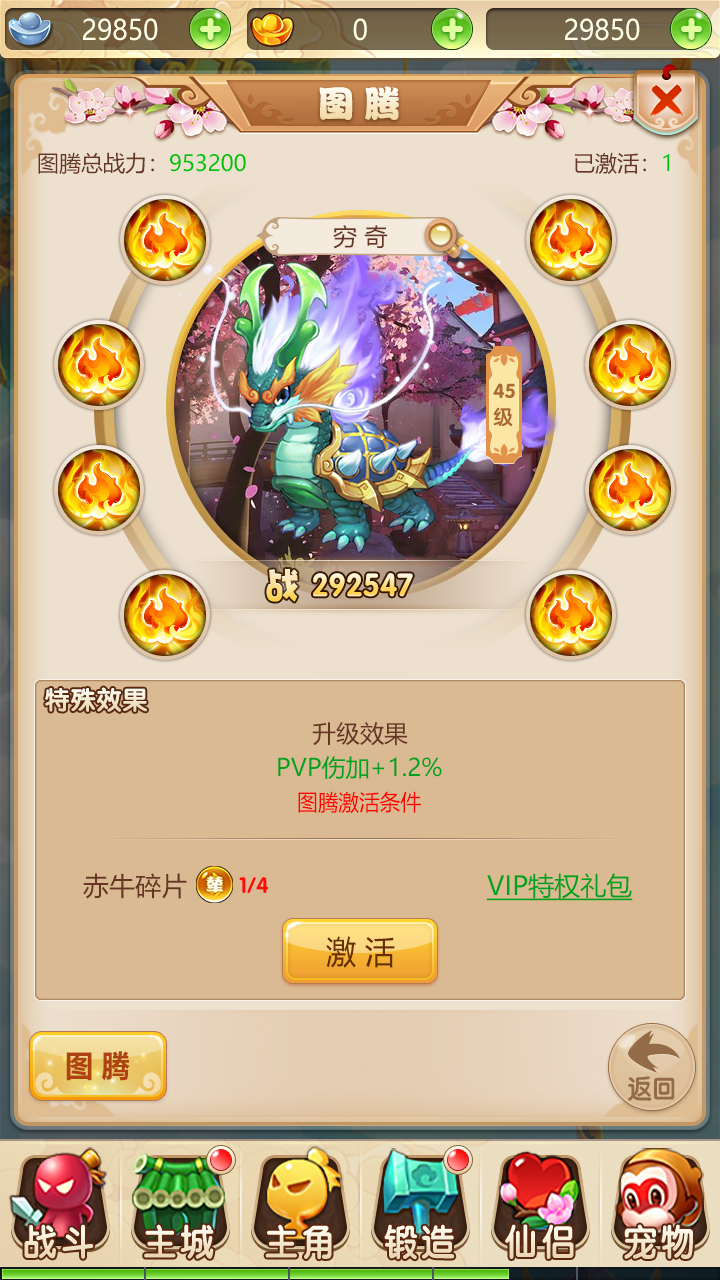 29850 0 29850
图腾
图腾总战力：953200 已激活：1
穷奇
45
级
战 292547
特殊效果
升级效果
PVP伤加+1.2%
图腾激活条件
赤牛碎片 1/4 VIP特权礼包
激活
图腾
返回
战斗 主城 主角 锻造 仙侣 宠物